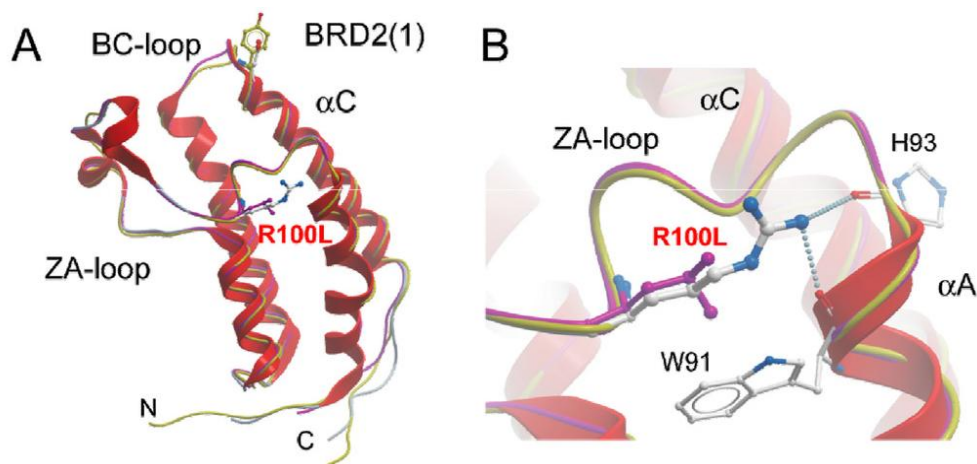 A
BC-loop
BRD2(1)
αC
R100L
ZA-loop
N
C
B
αC
ZA-loop
H93
R100L
αA
W91